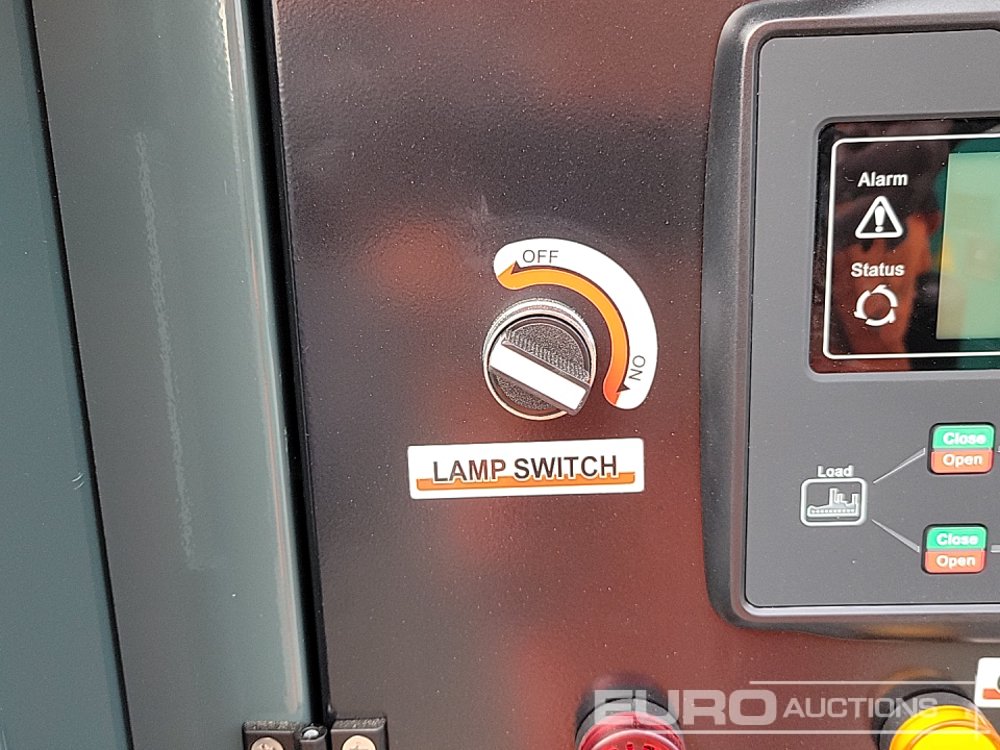 OFF
ON
LAMP SWITCH
Alarm
Status
Load
Close
Open
Close
Open
EURO AUCTIONS